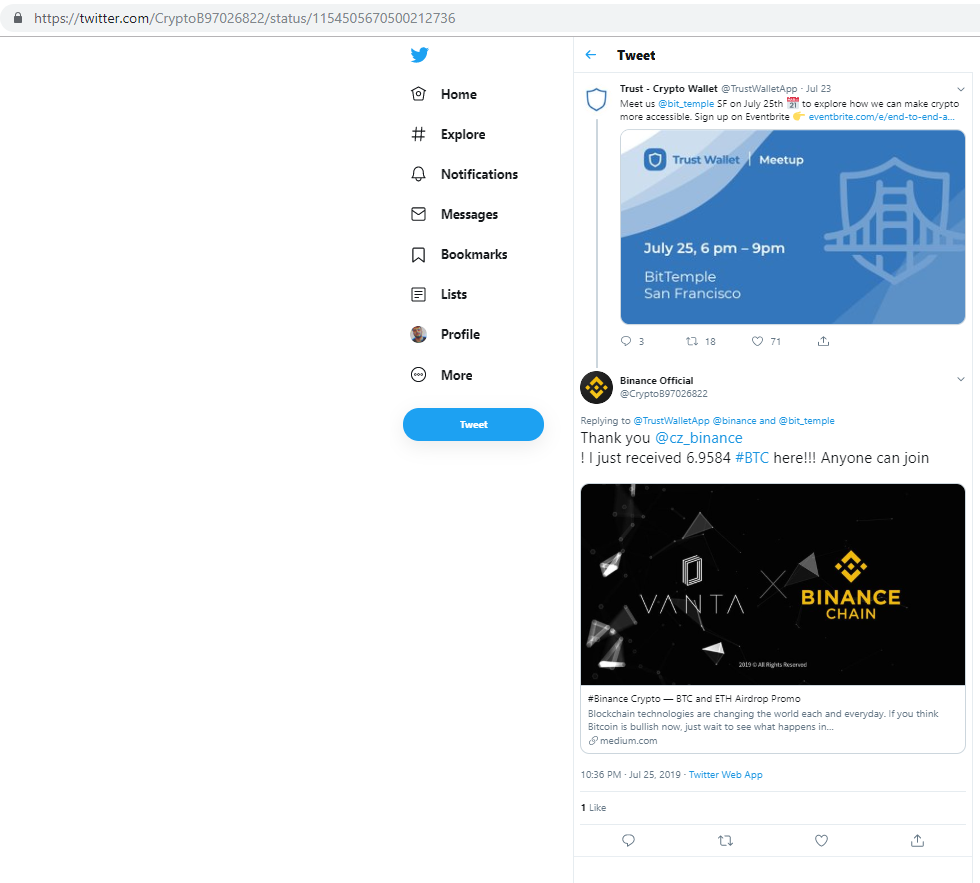 https://twitter.com/CryptoB97026822/status/1154505670500212736
Home
Explore
Notifications
Messages
Bookmarks
Lists
Profile
More
Tweet
Tweet
Trust - Crypto Wallet @TrustWalletApp · Jul 23
Meet us @bit_temple SF on July 25th 📅 to explore how we can make crypto
more accessible. Sign up on Eventbrite 👉 eventbrite.com/e/end-to-end-a...
Trust Wallet | Meetup
July 25, 6 pm – 9pm
BitTemple
San Francisco
3 18 71
Binance Official
@CryptoB97026822
Replying to @TrustWalletApp @binance and @bit_temple
Thank you @cz_binance
! I just received 6.9584 #BTC here!!! Anyone can join
VANTA
BINANCE
CHAIN
2019 © All Rights Reserved
#Binance Crypto — BTC and ETH Airdrop Promo
Blockchain technologies are changing the world each and everyday. If you think
Bitcoin is bullish now, just wait to see what happens in...
medium.com
10:36 PM · Jul 25, 2019 · Twitter Web App
1 Like